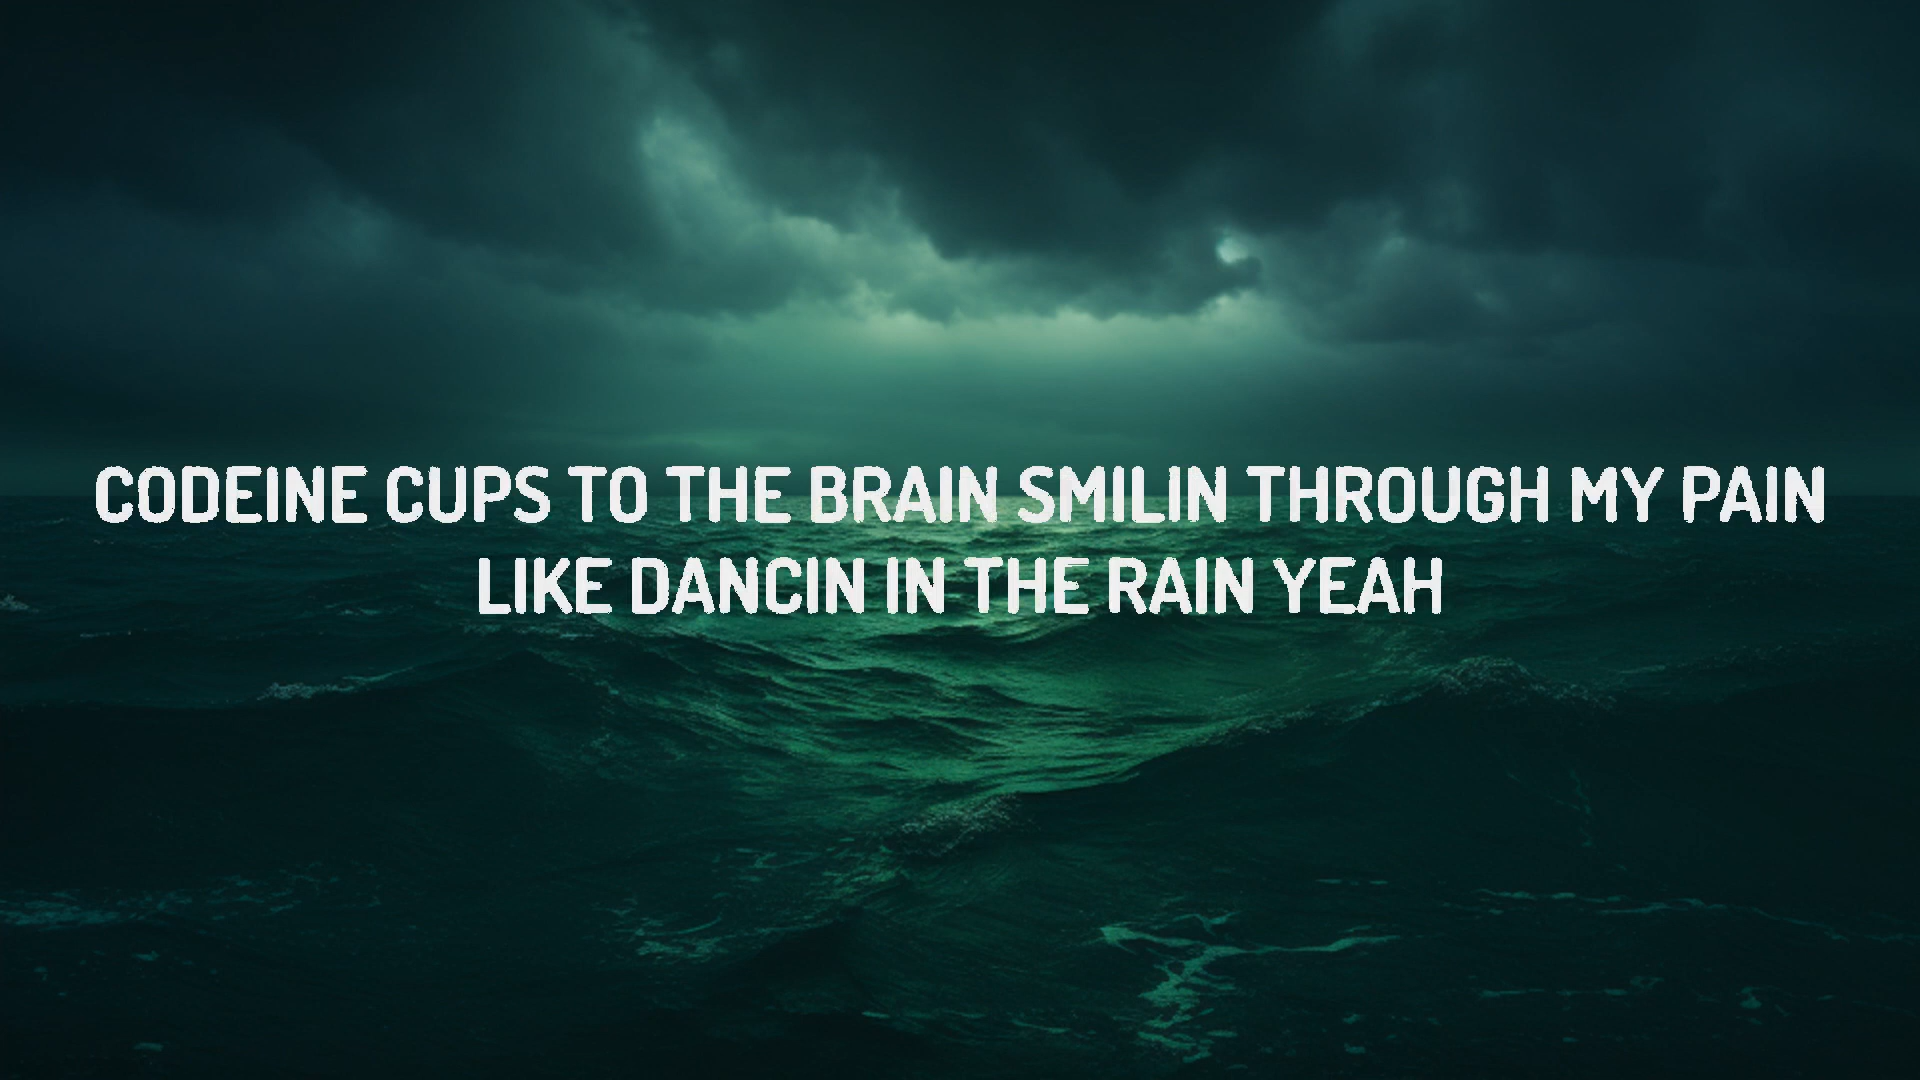 CODEINE CUPS TO THE BRAIN SMILIN THROUGH MY PAIN
LIKE DANCIN IN THE RAIN YEAH